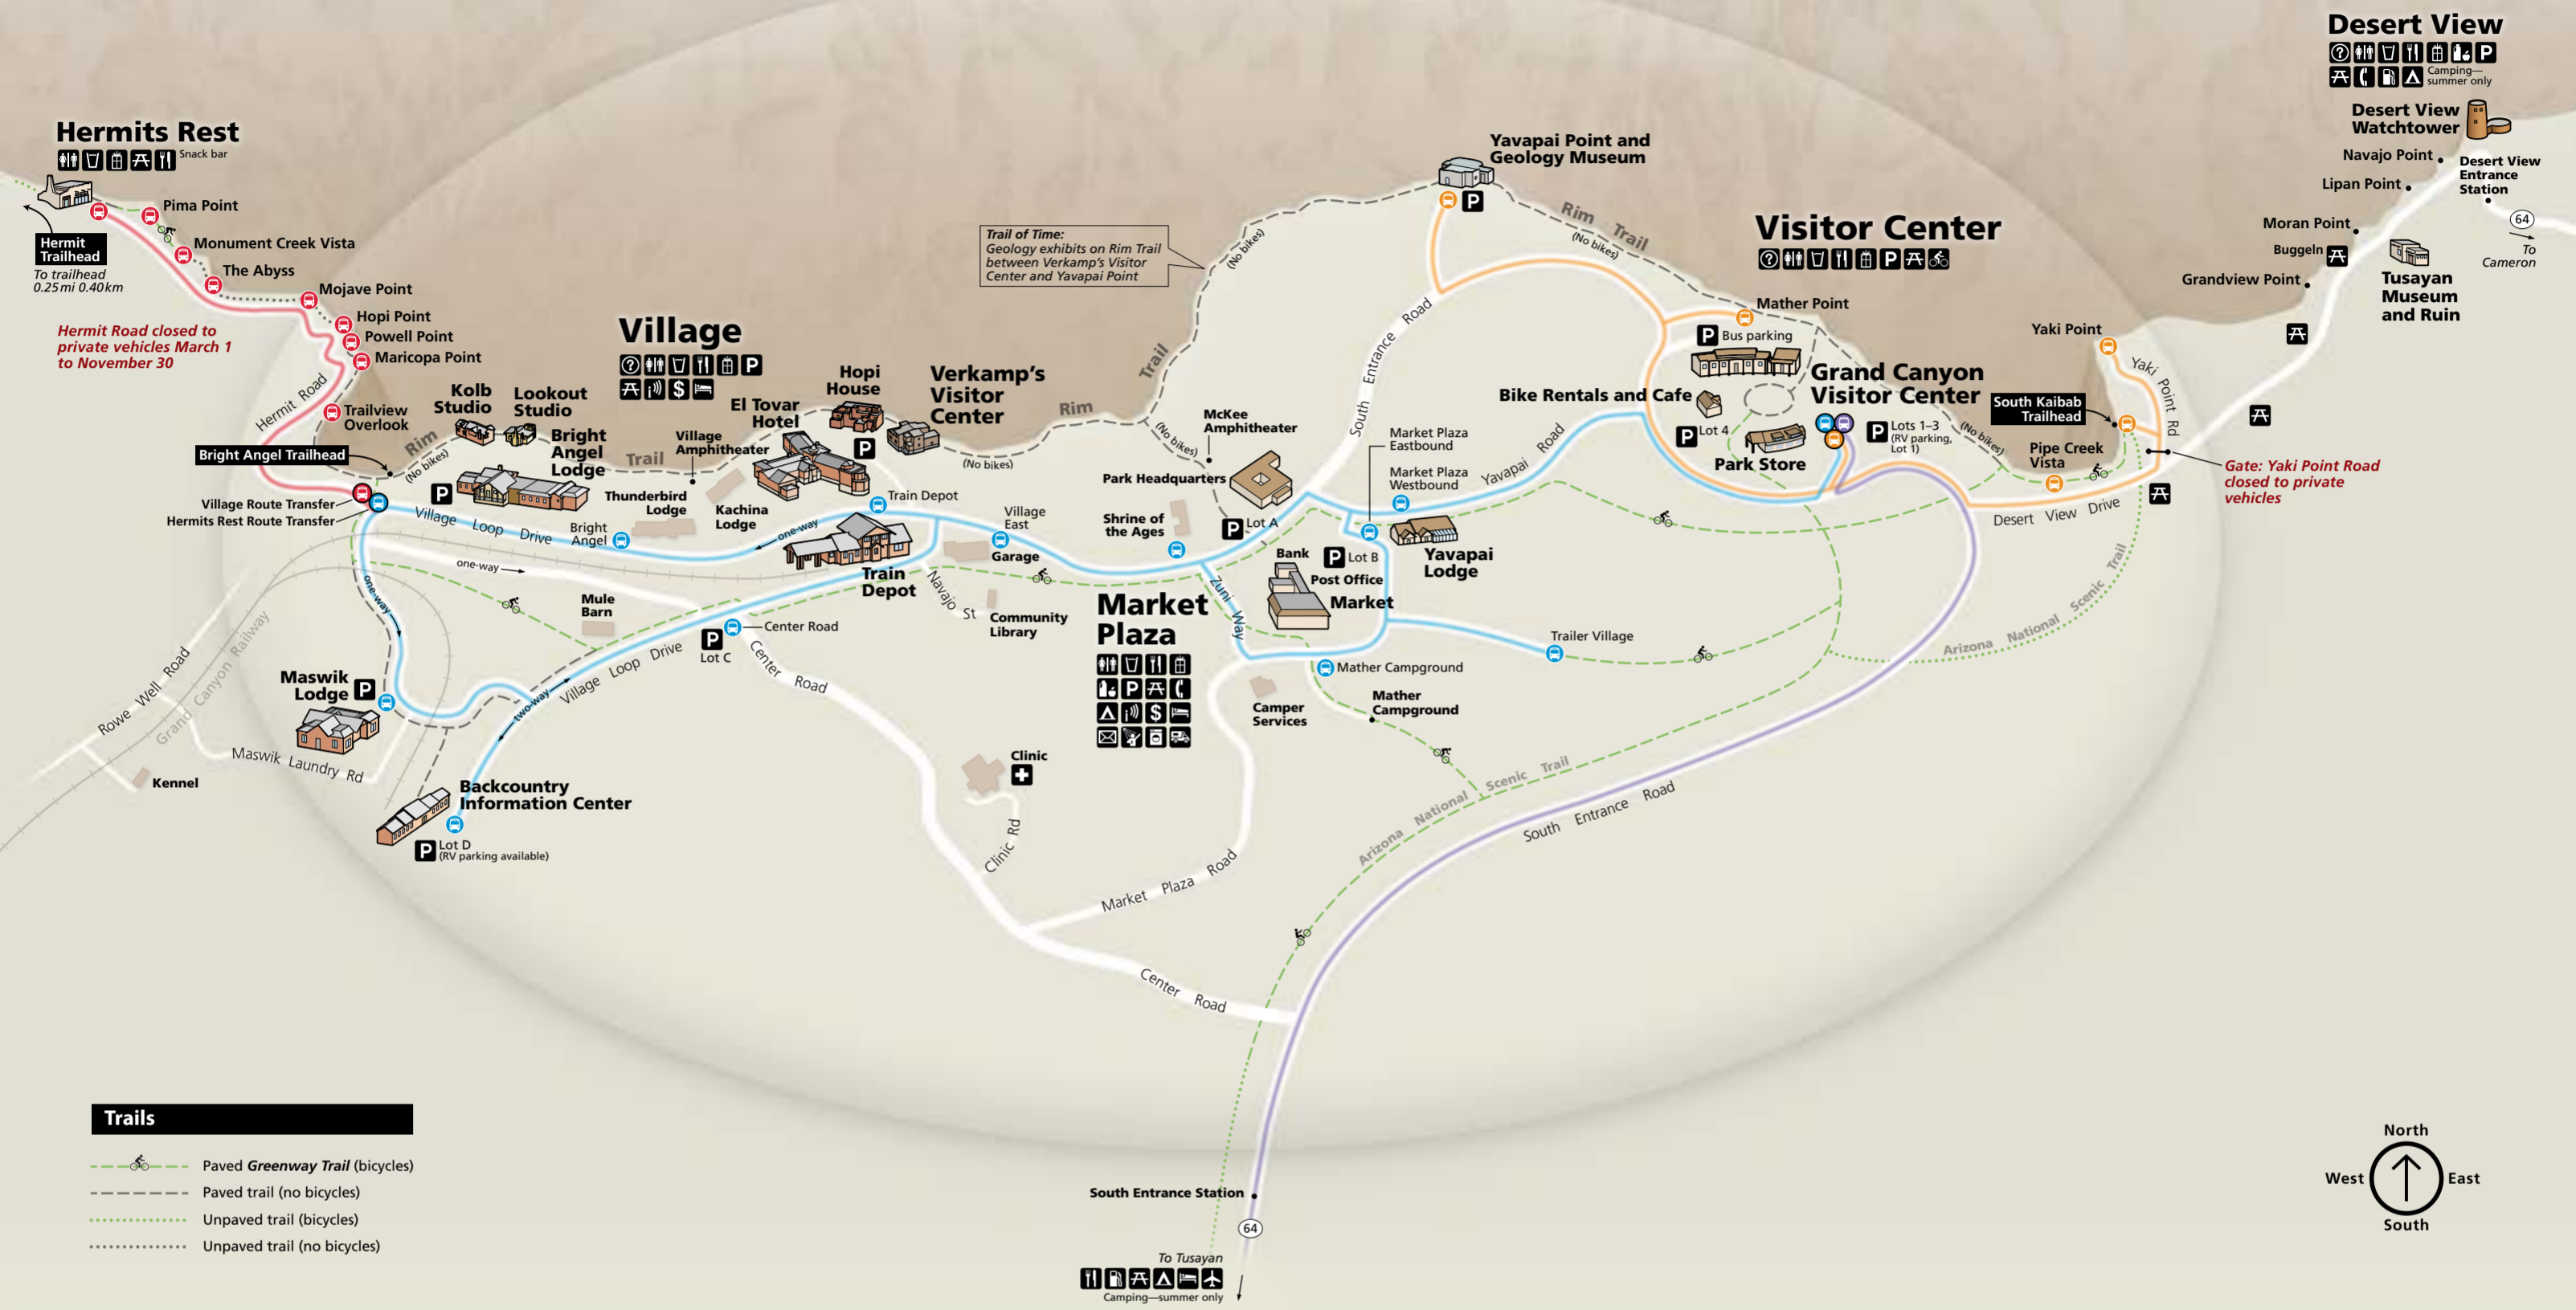 Desert View
Camping—
summer only
Desert View
Watchtower
Navajo Point
Desert View
Entrance
Station
Lipan Point
64
To
Cameron
Moran Point
Buggeln
Tusayan
Museum
and Ruin
Grandview Point
Hermits Rest
Snack bar
Pima Point
Hermit
Trailhead
To trailhead
0.25 mi 0.40 km
Monument Creek Vista
The Abyss
Mojave Point
Hopi Point
Powell Point
Maricopa Point
Hermit Road closed to
private vehicles March 1
to November 30
Hermit Road
Trailview
Overlook
Bright Angel Trailhead
Village Route Transfer
Hermits Rest Route Transfer
Village
P
Kolb
Studio
Lookout
Studio
Rim
(No bikes)
Trail
Bright
Angel
Lodge
P
Village
Amphitheater
El Tovar
Hotel
Hopi
House
P
Verkamp's
Visitor
Center
(No bikes)
Rim
Trail
Thunderbird
Lodge
Kachina
Lodge
Train Depot
Village Loop Drive
Bright
Angel
one-way
Village
East
Garage
Train
Depot
Navajo St
Community
Library
one-way
one-way
Mule
Barn
Center Road
P
Lot C
Center Road
Village Loop Drive
two-way
Rowe Well Road
Grand Canyon Railway
Maswik
Lodge
P
Maswik Laundry Rd
Kennel
Backcountry
Information Center
P
Lot D
(RV parking available)
Clinic
Clinic Rd
Market Plaza Road
Center Road
Trail of Time:
Geology exhibits on Rim Trail
between Verkamp's Visitor
Center and Yavapai Point
(No bikes)
Yavapai Point and
Geology Museum
P
Rim Trail
(No bikes)
South Entrance Road
(No bikes)
McKee
Amphitheater
Park Headquarters
Shrine of
the Ages
P
Lot A
Market Plaza
Eastbound
Market Plaza
Westbound
Yavapai Road
Bank
P
Lot B
Post Office
Market
Yavapai
Lodge
Zuni Way
Market
Plaza
P
Trailer Village
Mather Campground
Camper
Services
Mather
Campground
Visitor Center
P
Mather Point
P
Bus parking
Bike Rentals and Cafe
P
Lot 4
Park Store
Grand Canyon
Visitor Center
P
Lots 1–3
(RV parking,
Lot 1)
(No bikes)
Yaki Point
Yaki Point Rd
South Kaibab
Trailhead
Pipe Creek
Vista
Gate: Yaki Point Road
closed to private
vehicles
Desert View Drive
Arizona National Scenic Trail
Arizona National Scenic Trail
South Entrance Road
South Entrance Station
64
To Tusayan
Camping—summer only
Trails
Paved Greenway Trail (bicycles)
Paved trail (no bicycles)
Unpaved trail (bicycles)
Unpaved trail (no bicycles)
North
West
East
South